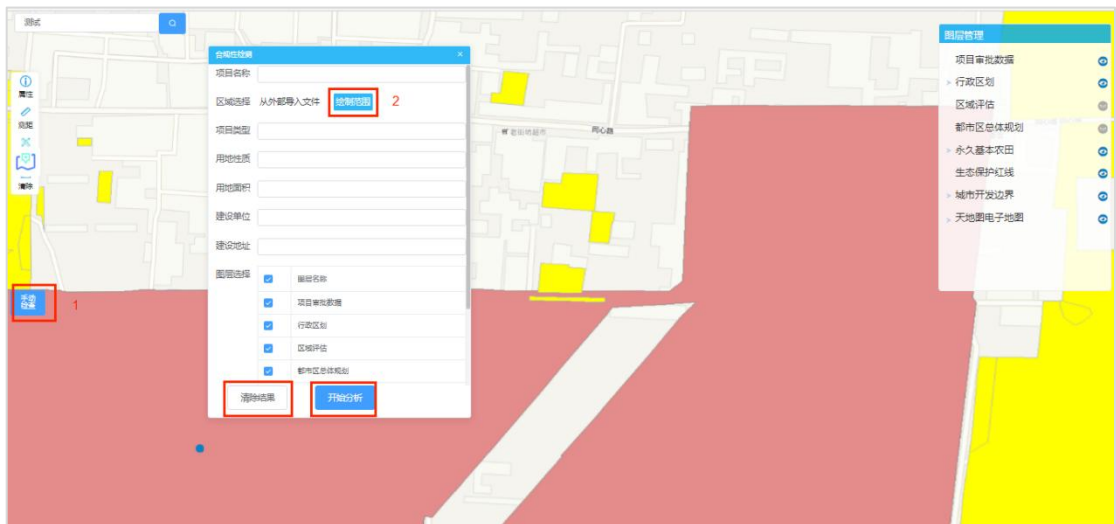 测试
属性
测距
清除
手动
检查
1
合规性检测
×
项目名称
区域选择 从外部导入文件 绘制范围 2
项目类型
用地性质
用地面积
建设单位
建设地址
图层选择 图层名称
项目审批数据
行政区划
区域评估
都市区总体规划
清除结果 开始分析
同心路
图层管理
项目审批数据
行政区划
区域评估
都市区总体规划
永久基本农田
生态保护红线
城市开发边界
天地图电子地图